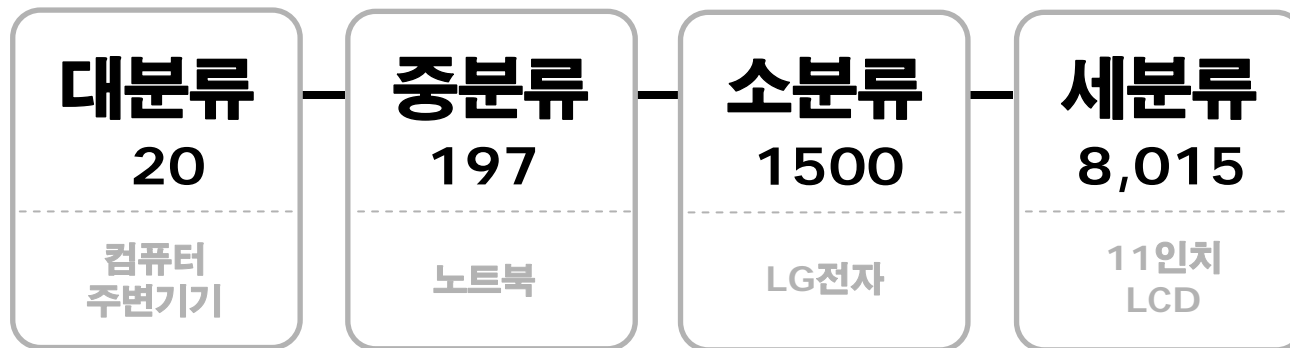 대분류
20
컴퓨터
주변기기
중분류
197
노트북
소분류
1500
LG전자
세분류
8,015
11인치
LCD